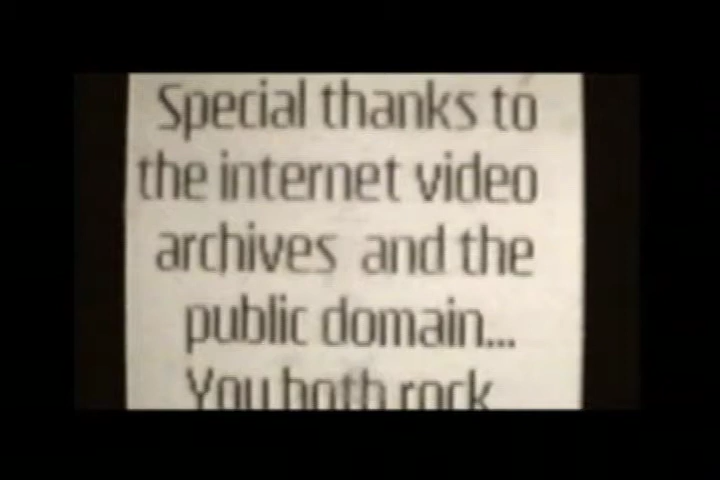 Special thanks to
the internet video
archives and the
public domain...
You both rock